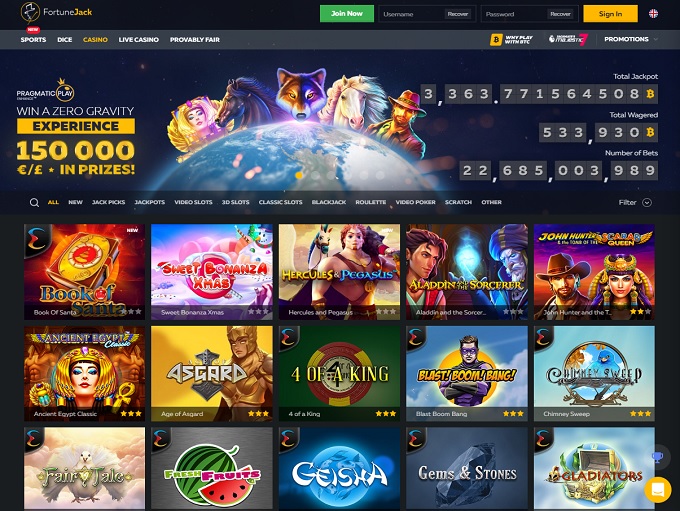 FortuneJack
Join Now
Username
Recover
Password
Recover
Sign In
NEW
SPORTS
DICE
CASINO
LIVE CASINO
PROVABLY FAIR
WHY PLAY
WITH BTC
PROMOTIONS
PRAGMATIC PLAY
WIN A ZERO GRAVITY
EXPERIENCE
150 000
€/£ ★ IN PRIZES!
Total Jackpot
3,363.771564508
Total Wagered
533,930
Number of Bets
22,685,003,989
ALL
NEW
JACK PICKS
JACKPOTS
VIDEO SLOTS
3D SLOTS
CLASSIC SLOTS
BLACKJACK
ROULETTE
VIDEO POKER
SCRATCH
OTHER
Filter
NEW
Book of
Santa
Book Of Santa
NEW
SWEET BONANZA
XMAS
Sweet Bonanza Xmas
NEW
HERCULES AND PEGASUS
Hercules and Pegasus
ALADDIN AND THE SORCERER
Aladdin and the Sorcer...
JOHN HUNTER
& THE TOMB OF THE
SCARAB
QUEEN
John Hunter and the T...
ANCIENT EGYPT
Classic
Ancient Egypt Classic
ASGARD
Age of Asgard
4 OF A KING
4 of a King
BLAST! BOOM! BANG!
Blast Boom Bang
CHIMNEY SWEEP
Chimney Sweep
Fairy Tale
FRESH
FRUITS
GEISHA
Gems & Stones
GLADIATORS